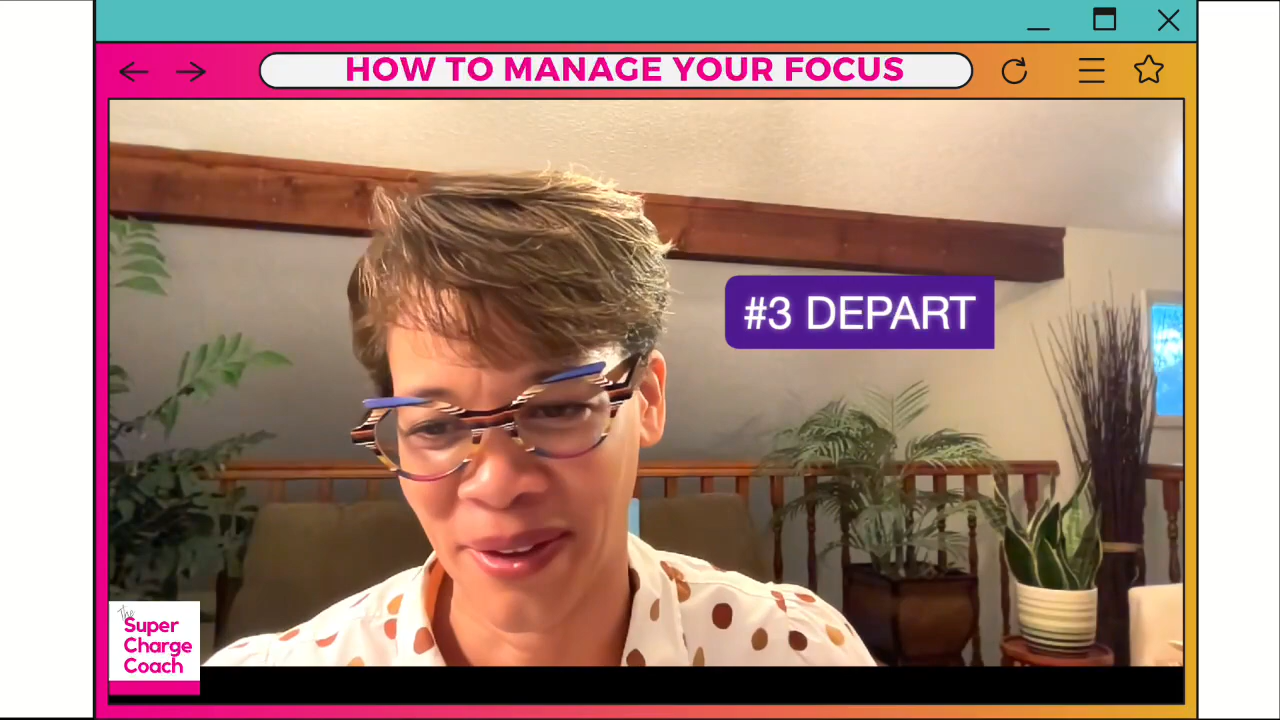 HOW TO MANAGE YOUR FOCUS
#3 DEPART
The
Super
Charge
Coach